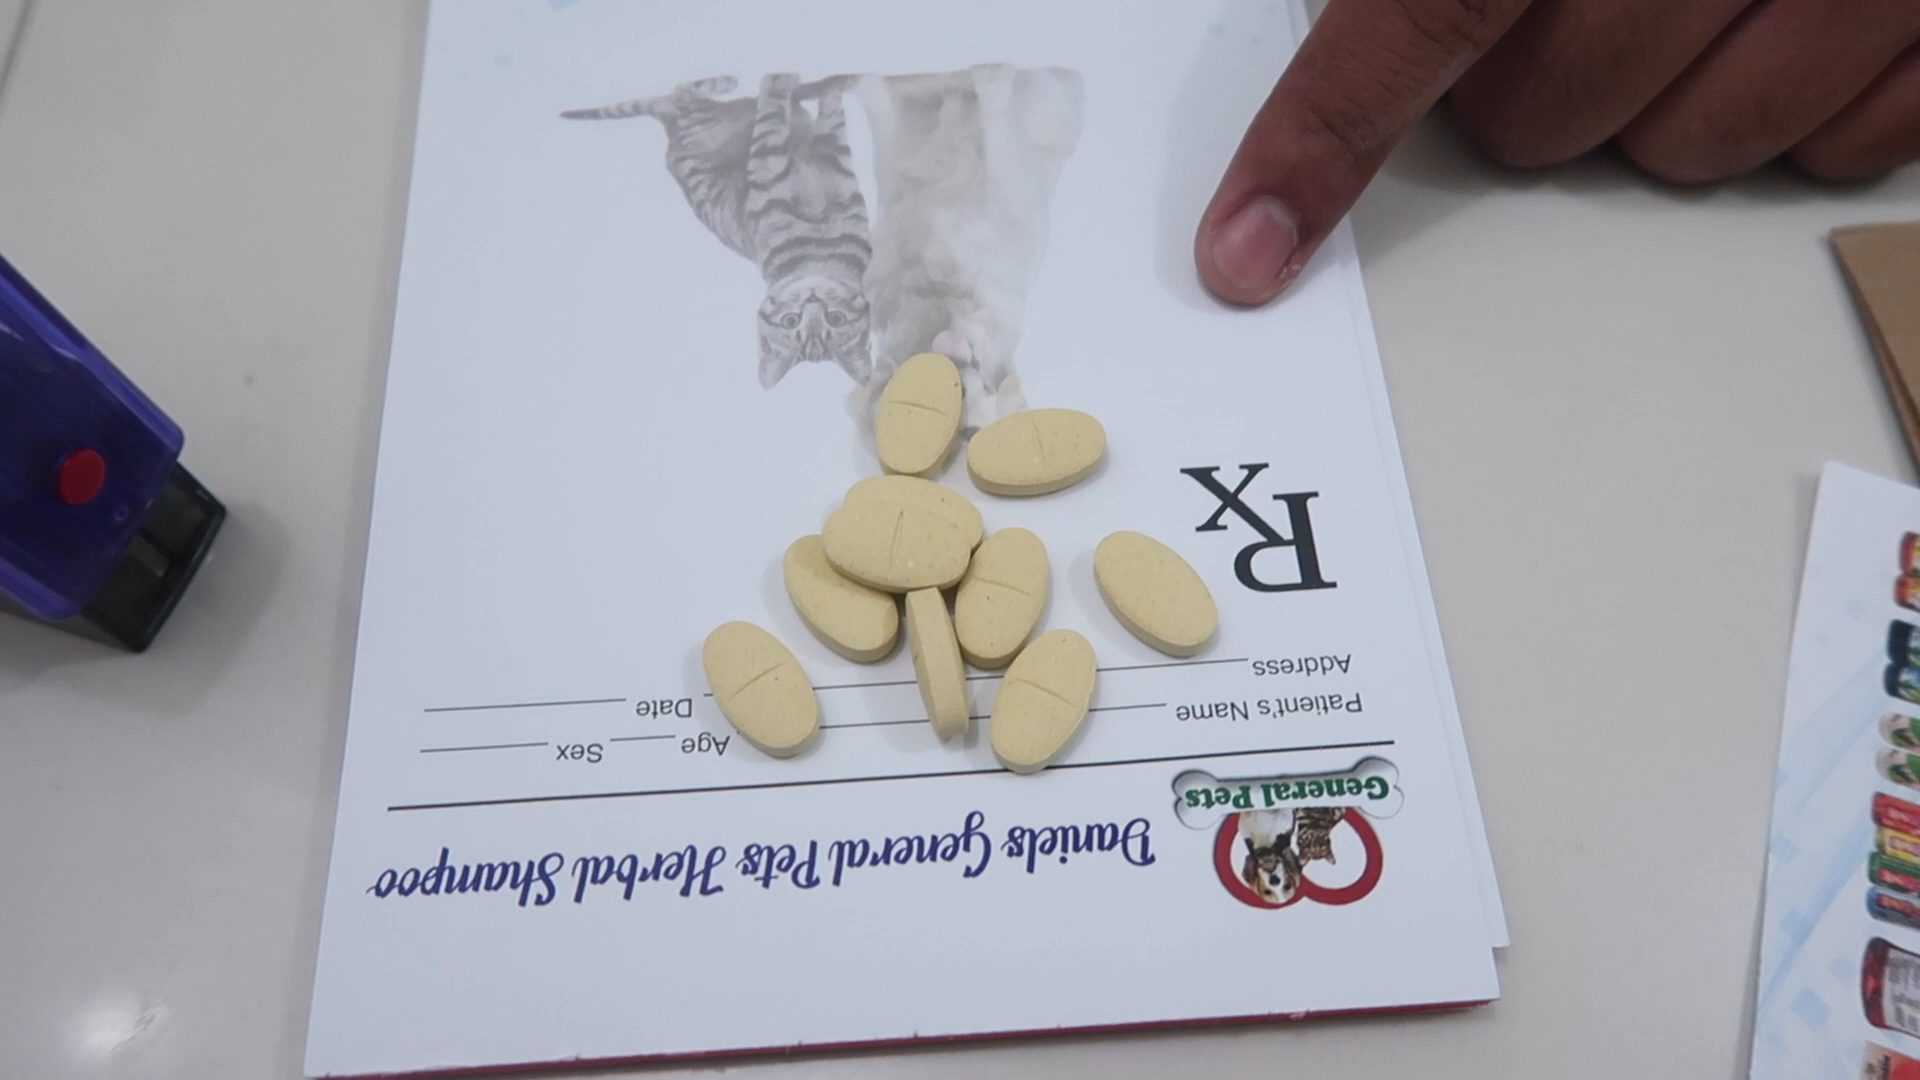 General Pets
Daniels General Pets Herbal Shampoo
Patient's Name Age Sex
Address Date
Rx